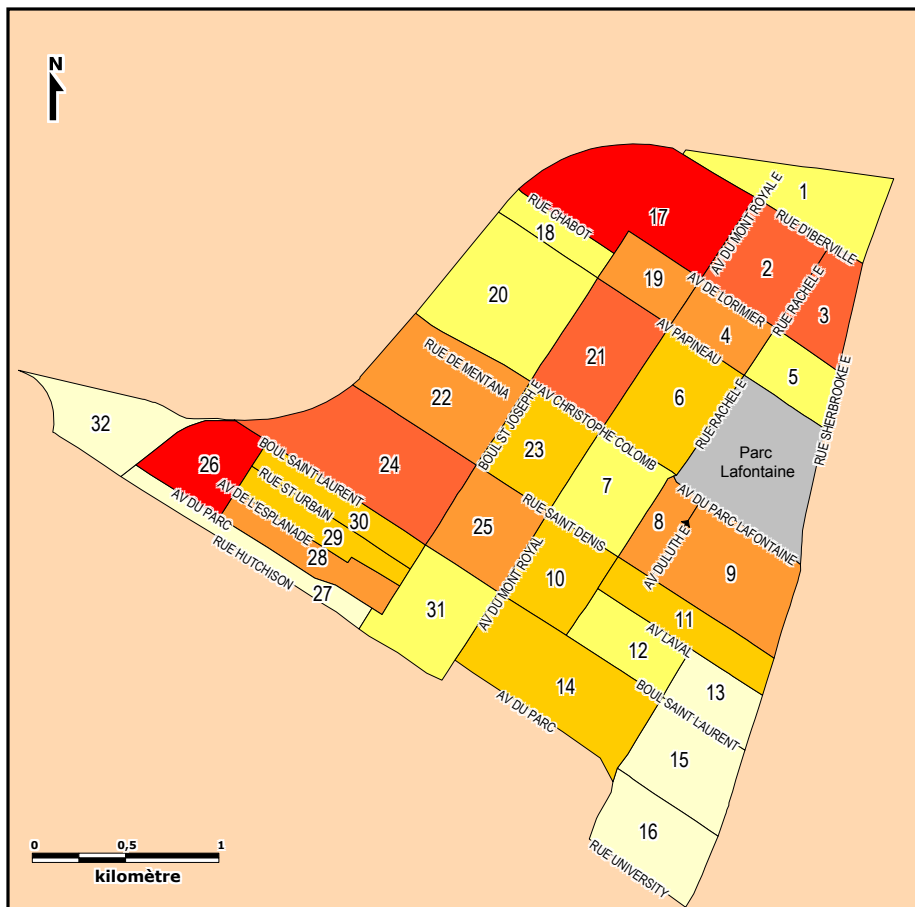 N
1
RUE D'IBERVILLE
AV DU MONT ROYAL E
17
RUE CHABOT
18
2
RUE RACHEL E
3
19
AV DE LORIMIER
4
20
AV PAPINEAU
21
5
RUE SHERBROOKE E
6
RUE RACHEL E
RUE DE MENTANA
22
BOUL ST JOSEPH E
AV CHRISTOPHE COLOMB
23
Parc
Lafontaine
32
26
BOUL SAINT-LAURENT
24
7
AV DU PARC LAFONTAINE
RUE ST URBAIN
AV DE L'ESPLANADE
AV DU PARC
30
29
28
RUE HUTCHISON
27
25
RUE SAINT-DENIS
8
AV DULUTH E
9
10
AV DU MONT ROYAL
31
11
AV LAVAL
12
13
BOUL SAINT-LAURENT
14
AV DU PARC
15
16
RUE UNIVERSITY
0 0,5 1
kilomètre